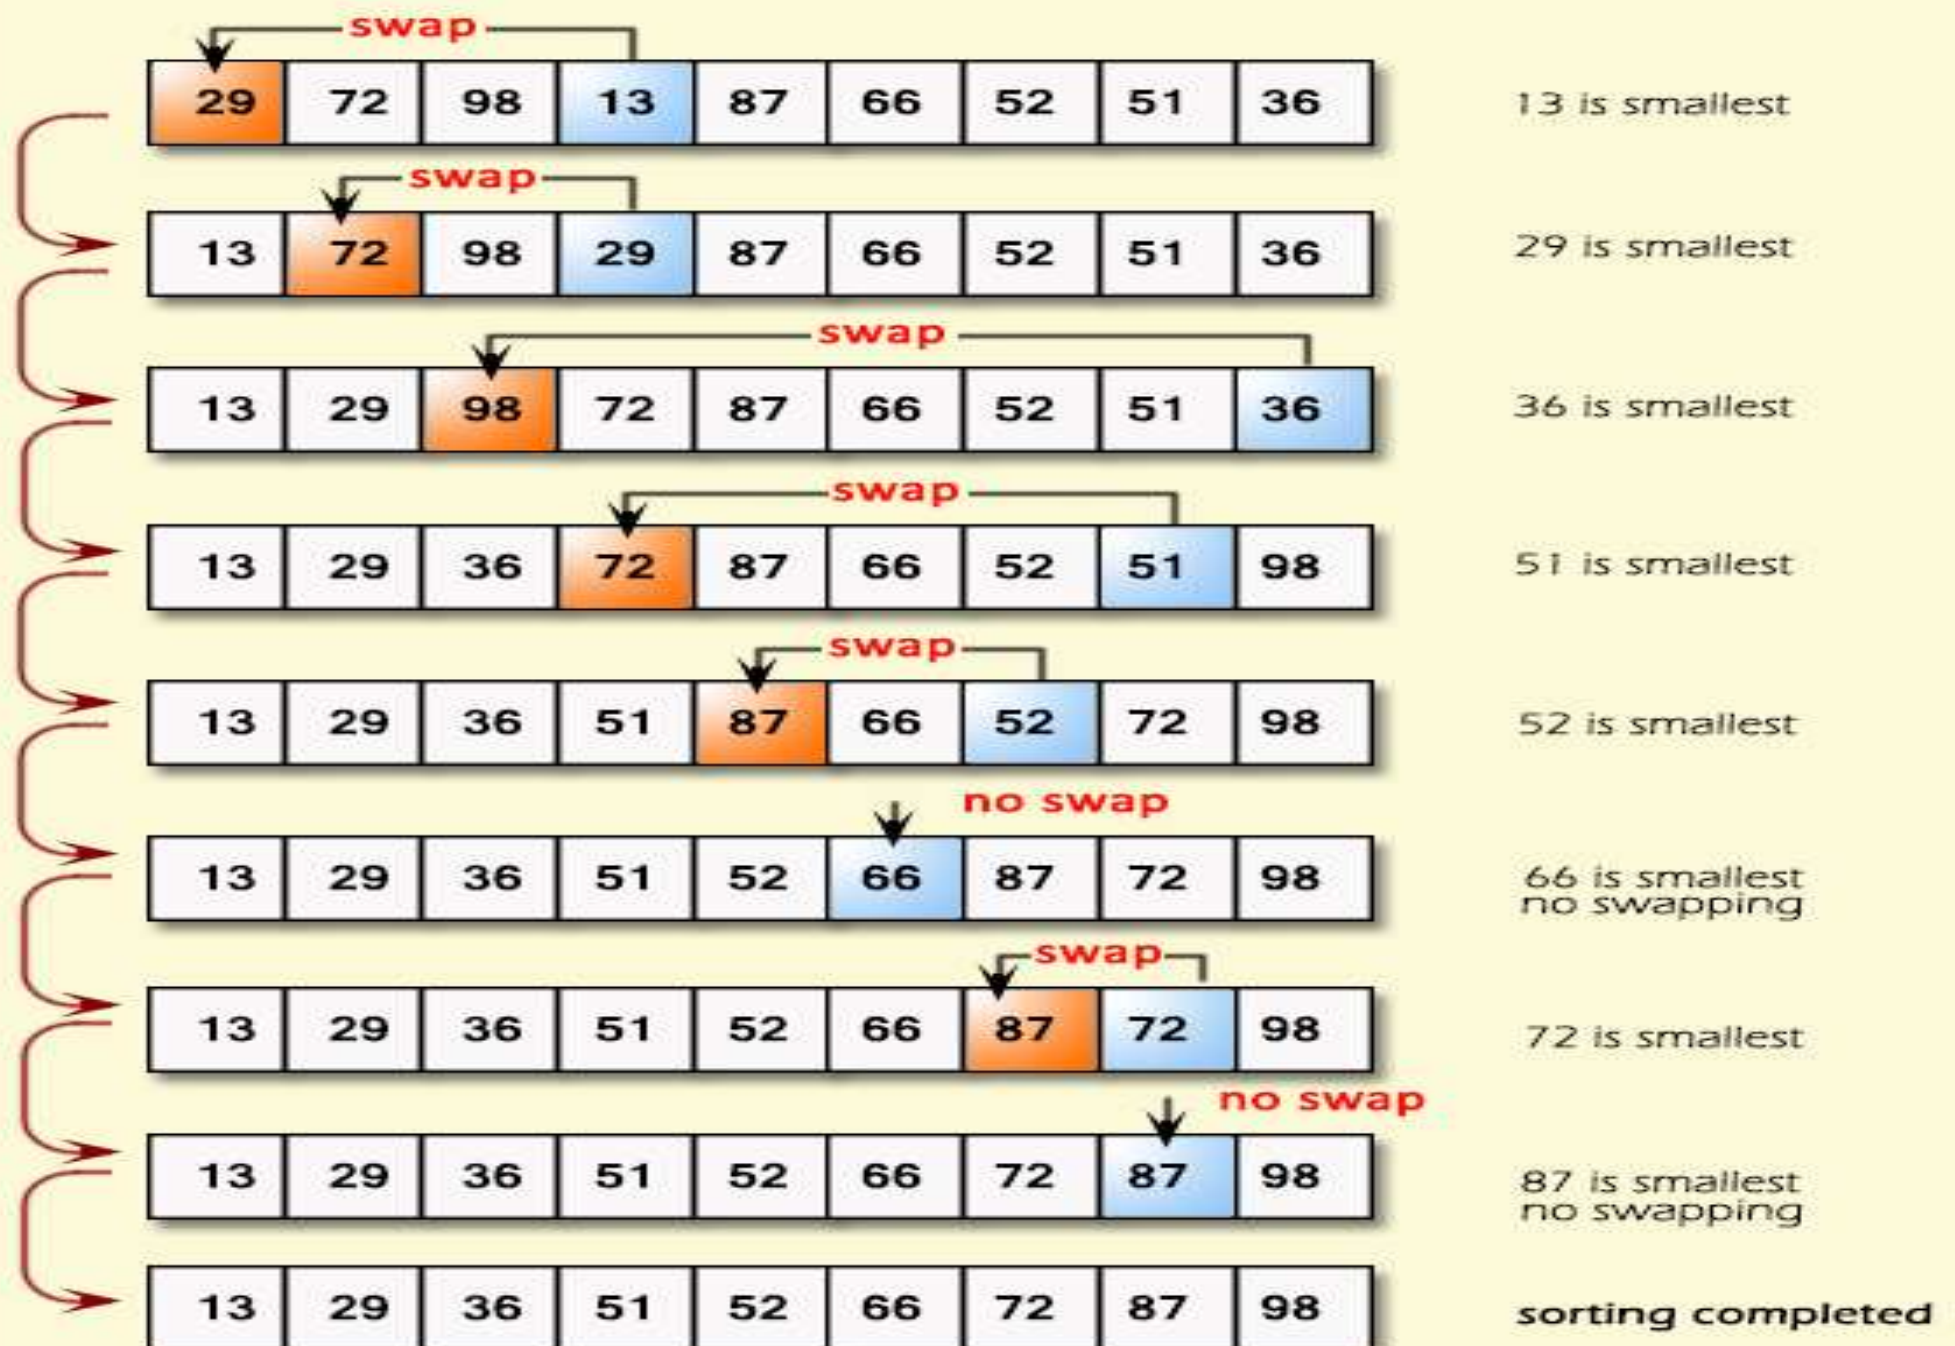 swap
29 72 98 13 87 66 52 51 36 13 is smallest
swap
13 72 98 29 87 66 52 51 36 29 is smallest
swap
13 29 98 72 87 66 52 51 36 36 is smallest
swap
13 29 36 72 87 66 52 51 98 51 is smallest
swap
13 29 36 51 87 66 52 72 98 52 is smallest
no swap
13 29 36 51 52 66 87 72 98 66 is smallest
no swapping
swap
13 29 36 51 52 66 87 72 98 72 is smallest
no swap
13 29 36 51 52 66 72 87 98 87 is smallest
no swapping
13 29 36 51 52 66 72 87 98 sorting completed